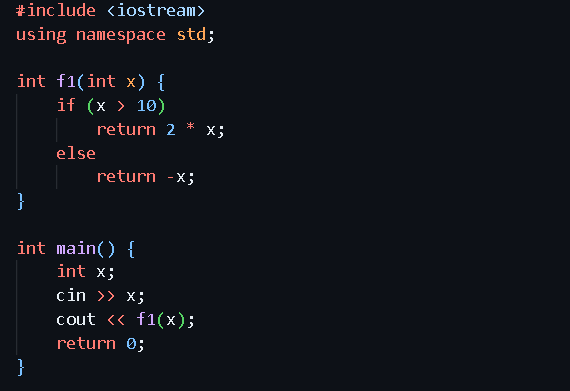 #include <iostream>
using namespace std;

int f1(int x) {
    if (x > 10)
        return 2 * x;
    else
        return -x;
}

int main() {
    int x;
    cin >> x;
    cout << f1(x);
    return 0;
}